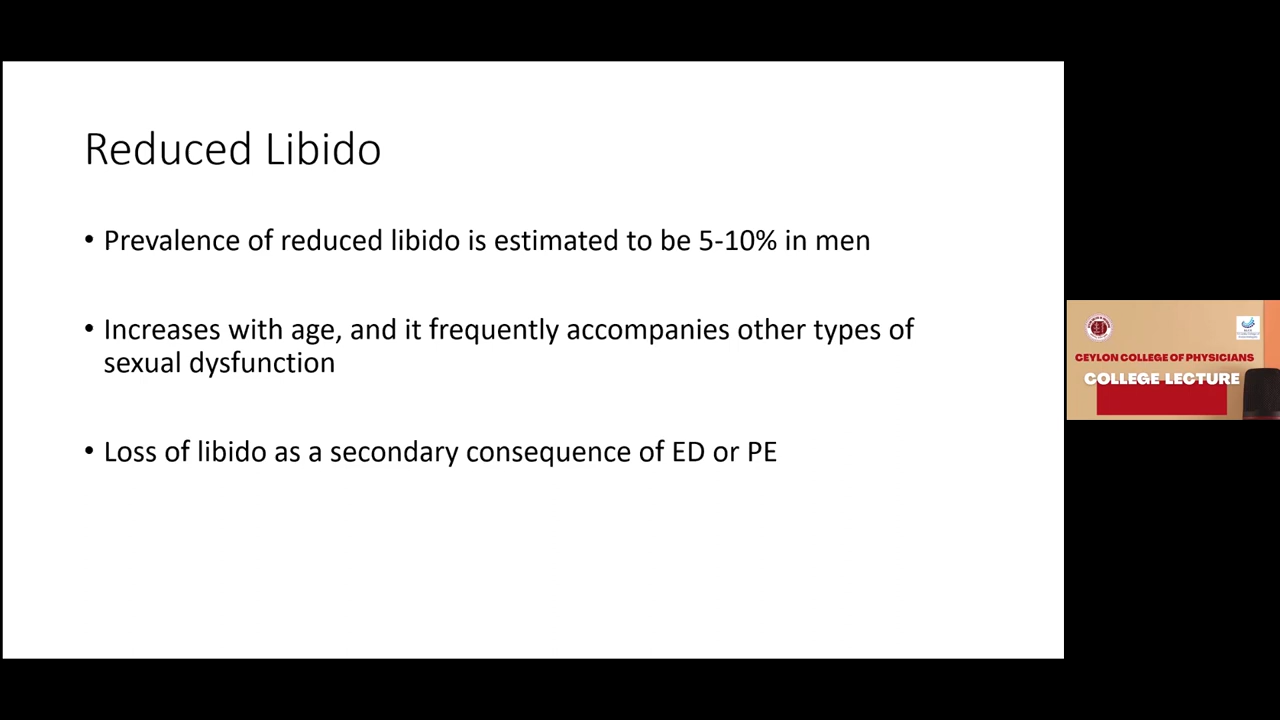 Reduced Libido
• Prevalence of reduced libido is estimated to be 5-10% in men
• Increases with age, and it frequently accompanies other types of
sexual dysfunction
• Loss of libido as a secondary consequence of ED or PE
CEYLON COLLEGE OF PHYSICIANS
COLLEGE LECTURE